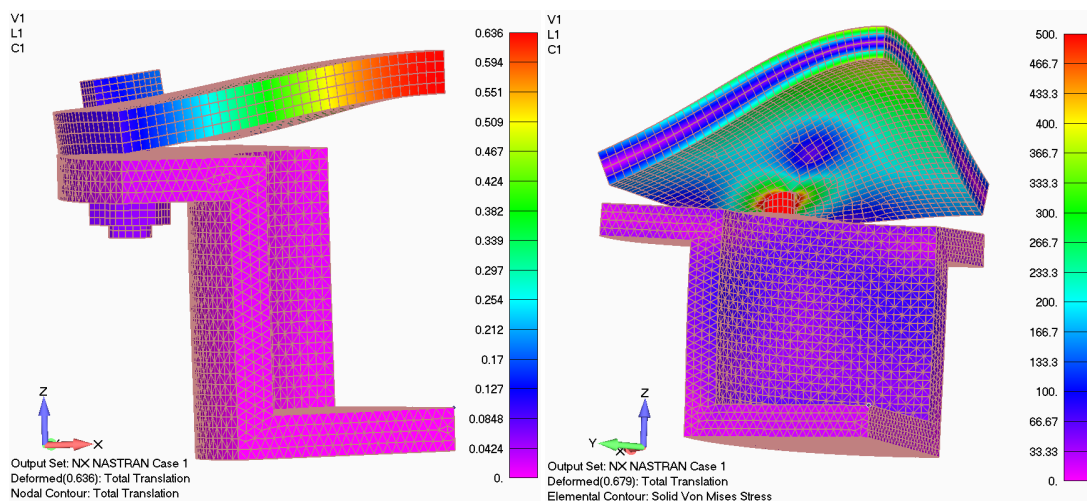 V1
L1
C1
0.636
0.594
0.551
0.509
0.467
0.424
0.382
0.339
0.297
0.254
0.212
0.17
0.127
0.0848
0.0424
0.
Z
X
Output Set: NX NASTRAN Case 1
Deformed(0.636): Total Translation
Nodal Contour: Total Translation
V1
L1
C1
500.
466.7
433.3
400.
366.7
333.3
300.
266.7
233.3
200.
166.7
133.3
100.
66.67
33.33
0.
Z
Y
Output Set: NX NASTRAN Case 1
Deformed(0.679): Total Translation
Elemental Contour: Solid Von Mises Stress